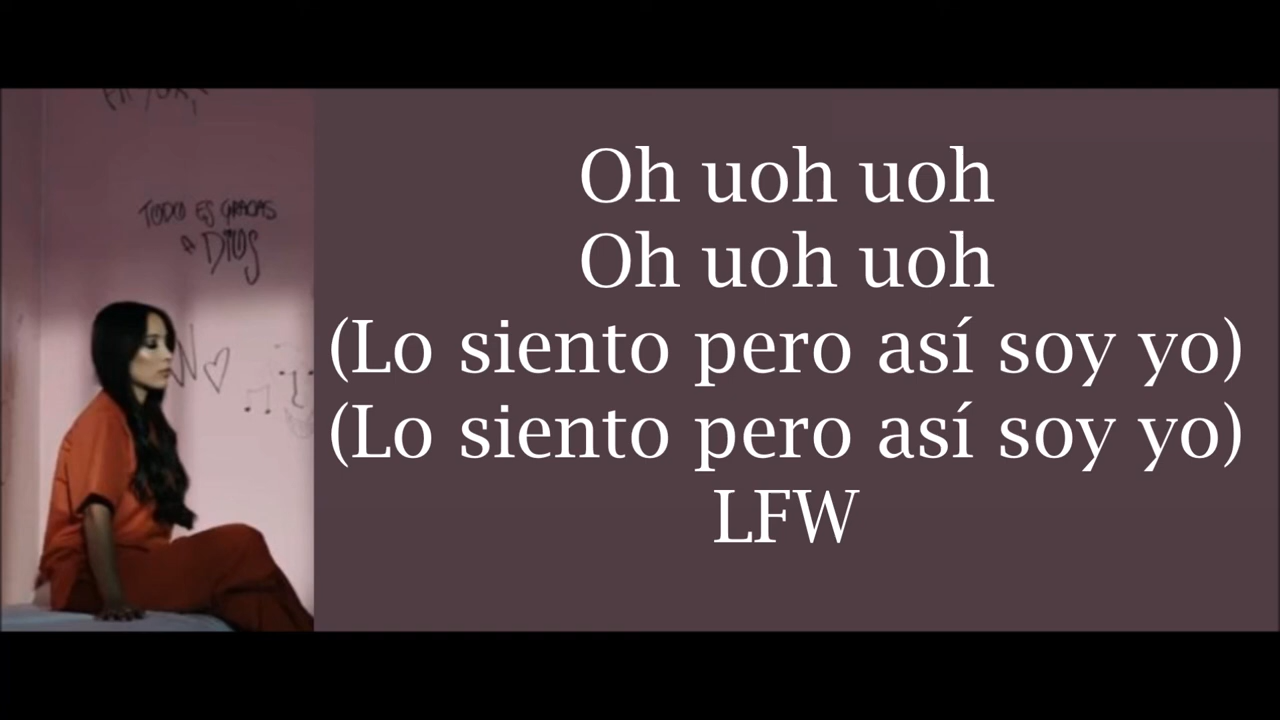 TODO ES GRACAS
A DIOS
Oh uoh uoh
Oh uoh uoh
(Lo siento pero así soy yo)
(Lo siento pero así soy yo)
LFW